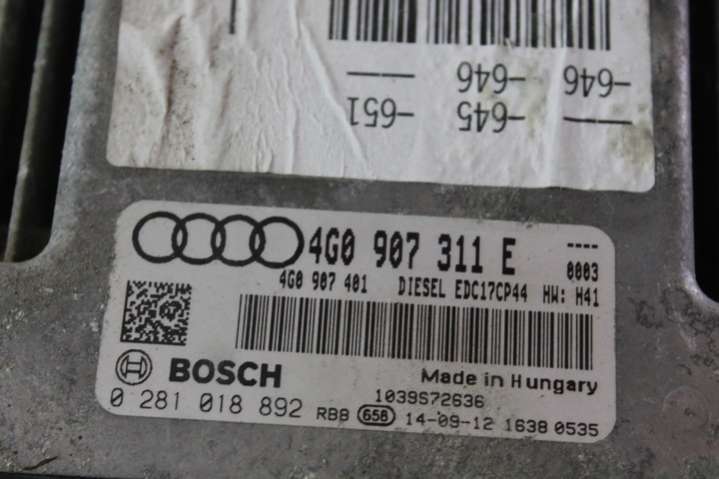 -651 -645 —
— -646 -646
4G0 907 311 E ----
4G0 907 401 DIESEL EDC17CP44 HW: H41 0003
BOSCH Made in Hungary
1039S72636
0 281 018 892 RBB 658 14-09-12 1638 0535